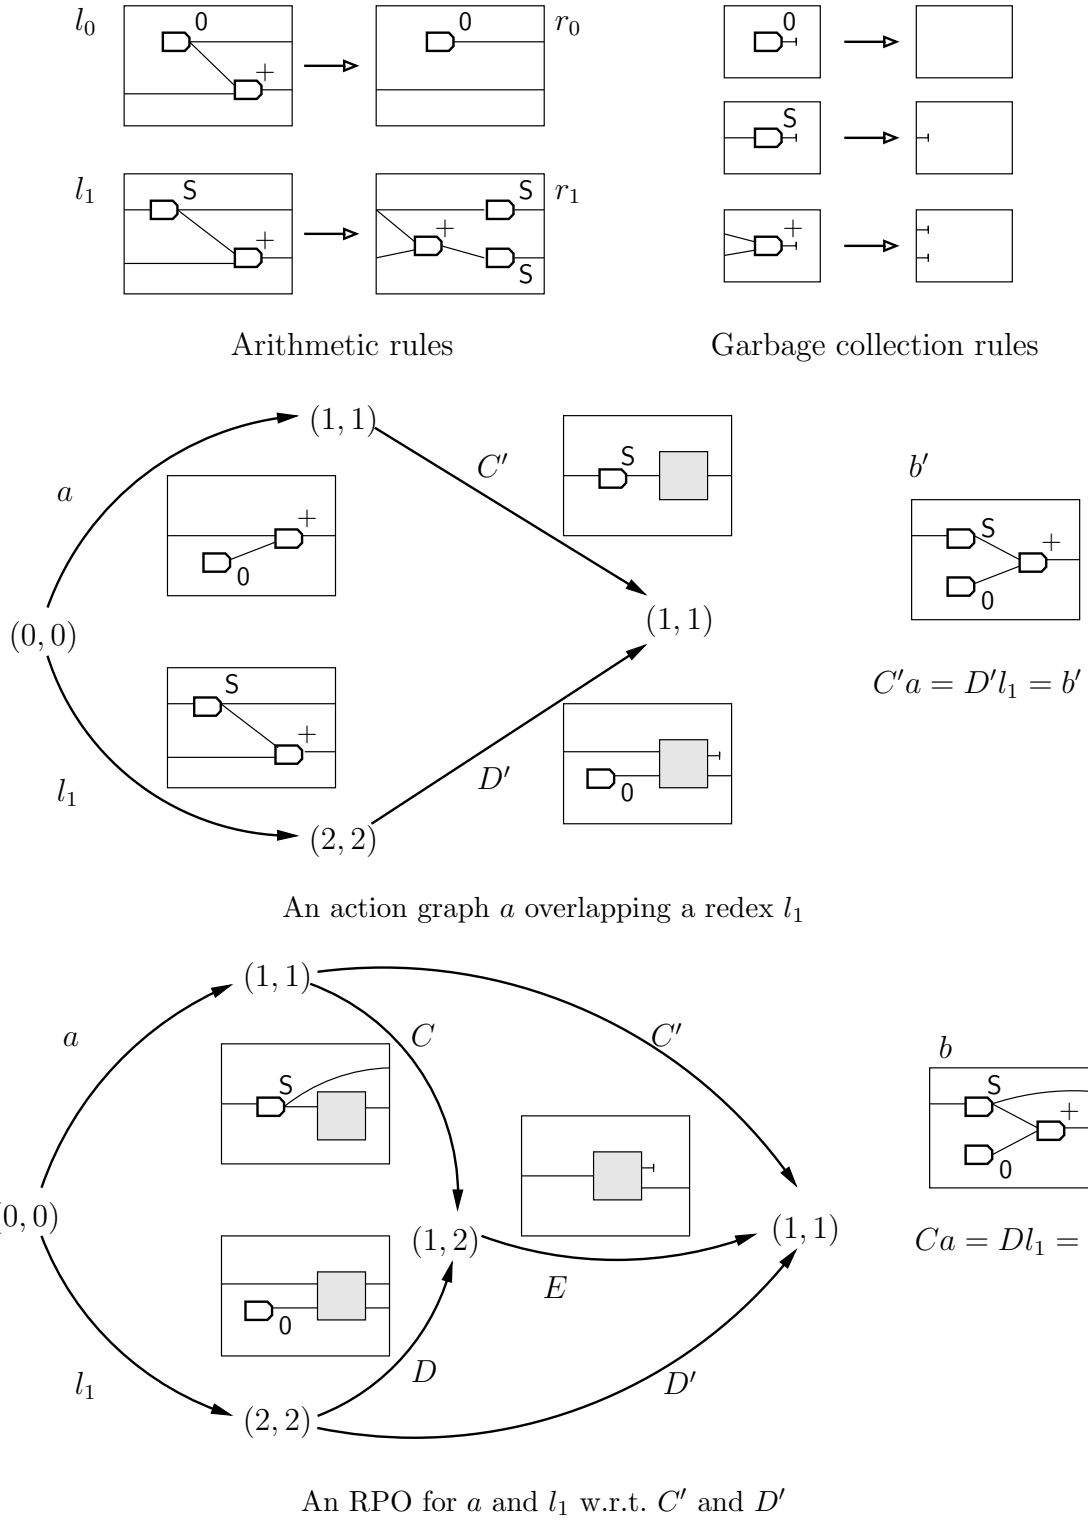 l₀ 0 + 0 r₀ 0
S
l₁ S + + S S r₁ +
Arithmetic rules Garbage collection rules
(1, 1)
C′ S
a + 0
b′ S + 0
(0, 0)
(1, 1)
C′a = D′l₁ = b′
S +
l₁
D′ 0
(2, 2)
An action graph a overlapping a redex l₁
(1, 1)
a C C′ b
S S + 0
(0, 0) (1, 2) (1, 1)
Ca = Dl₁ =
E
0
l₁ D D′
(2, 2)
An RPO for a and l₁ w.r.t. C′ and D′